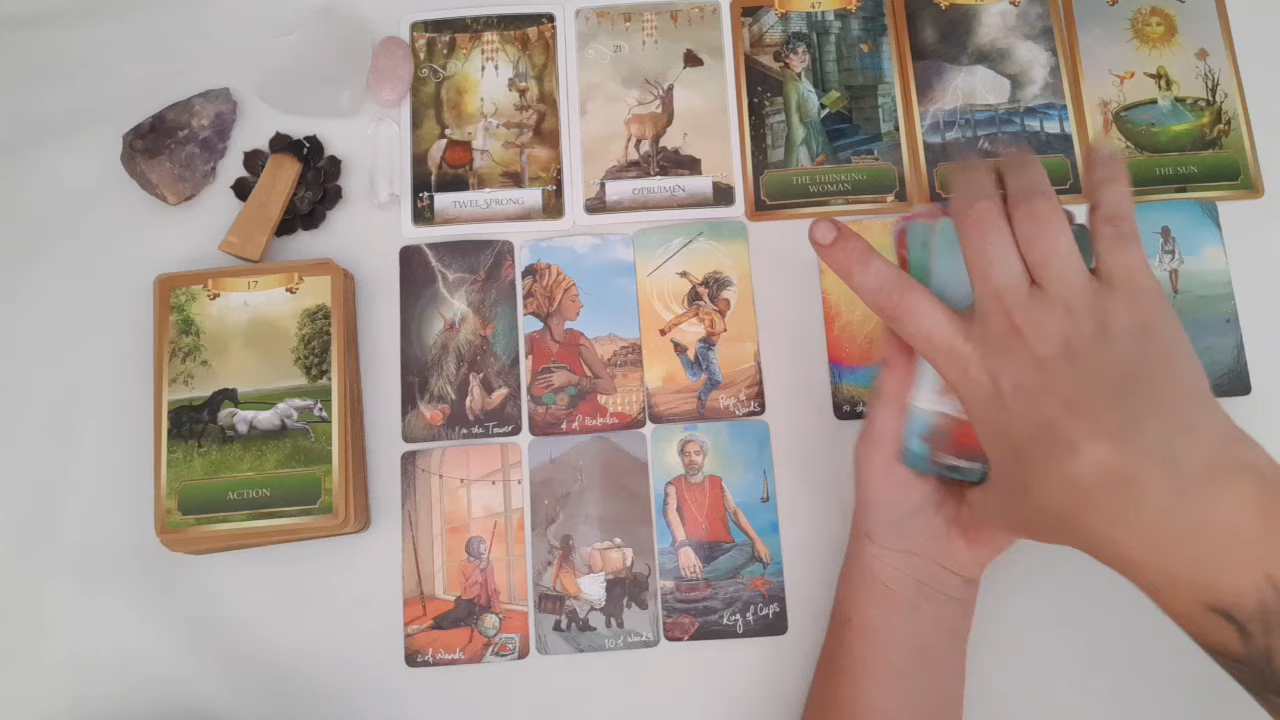 21
47
TWEESPRONG
OPRUIMEN
THE THINKING
WOMAN
THE SUN
17
ACTION
the Tower
4 of Pentacles
Page of
Wands
2 of Wands
10 of Wands
King of Cups